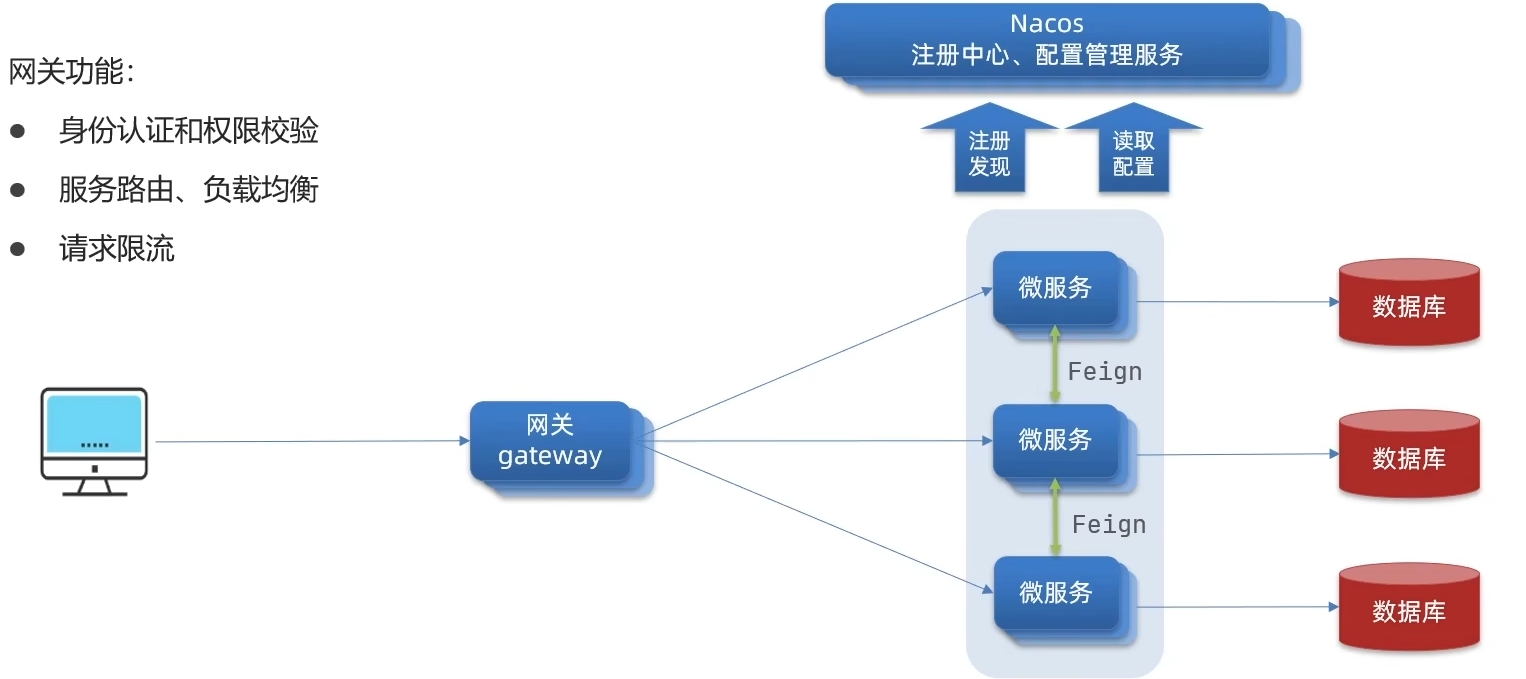 网关功能：
● 身份认证和权限校验
● 服务路由、负载均衡
● 请求限流
Nacos
注册中心、配置管理服务
注册
发现
读取
配置
网关
gateway
微服务
Feign
微服务
Feign
微服务
数据库
数据库
数据库